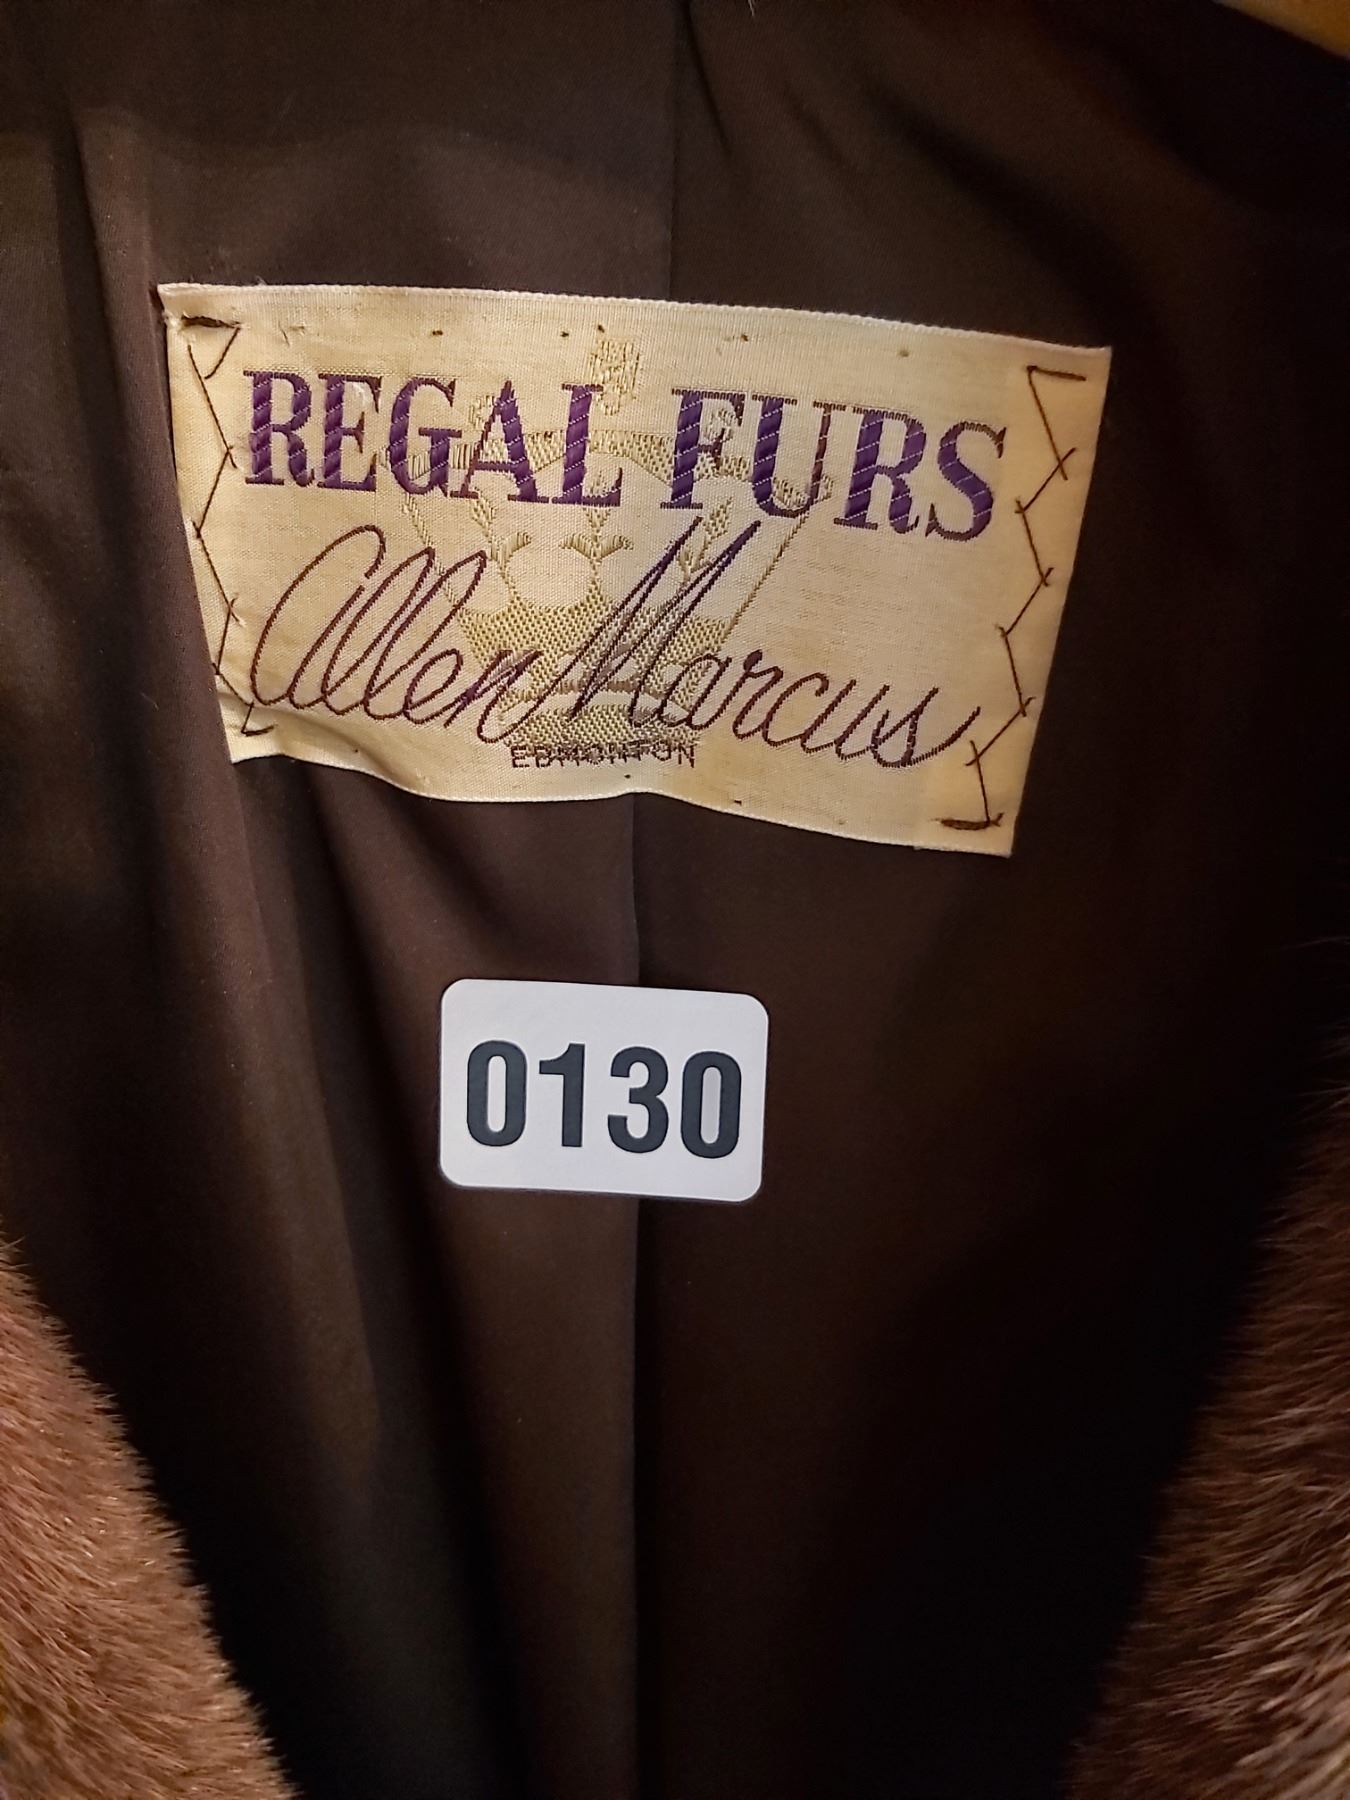 REGAL FURS
Allen Marcus
EDMONTON
0130